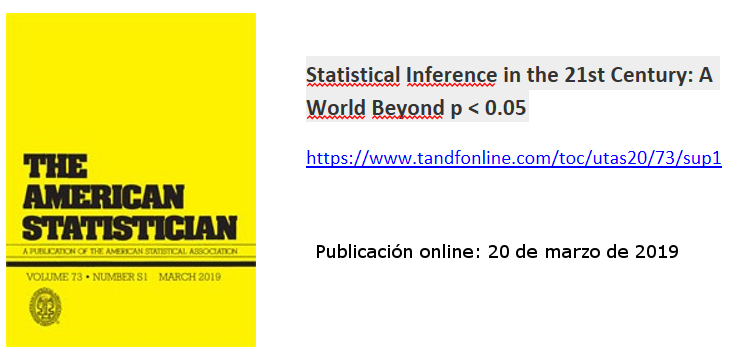 THE
AMERICAN
STATISTICIAN
A PUBLICATION OF THE AMERICAN STATISTICAL ASSOCIATION
VOLUME 73 • NUMBER S1 MARCH 2019
Statistical Inference in the 21st Century: A
World Beyond p < 0.05
https://www.tandfonline.com/toc/utas20/73/sup1
Publicación online: 20 de marzo de 2019